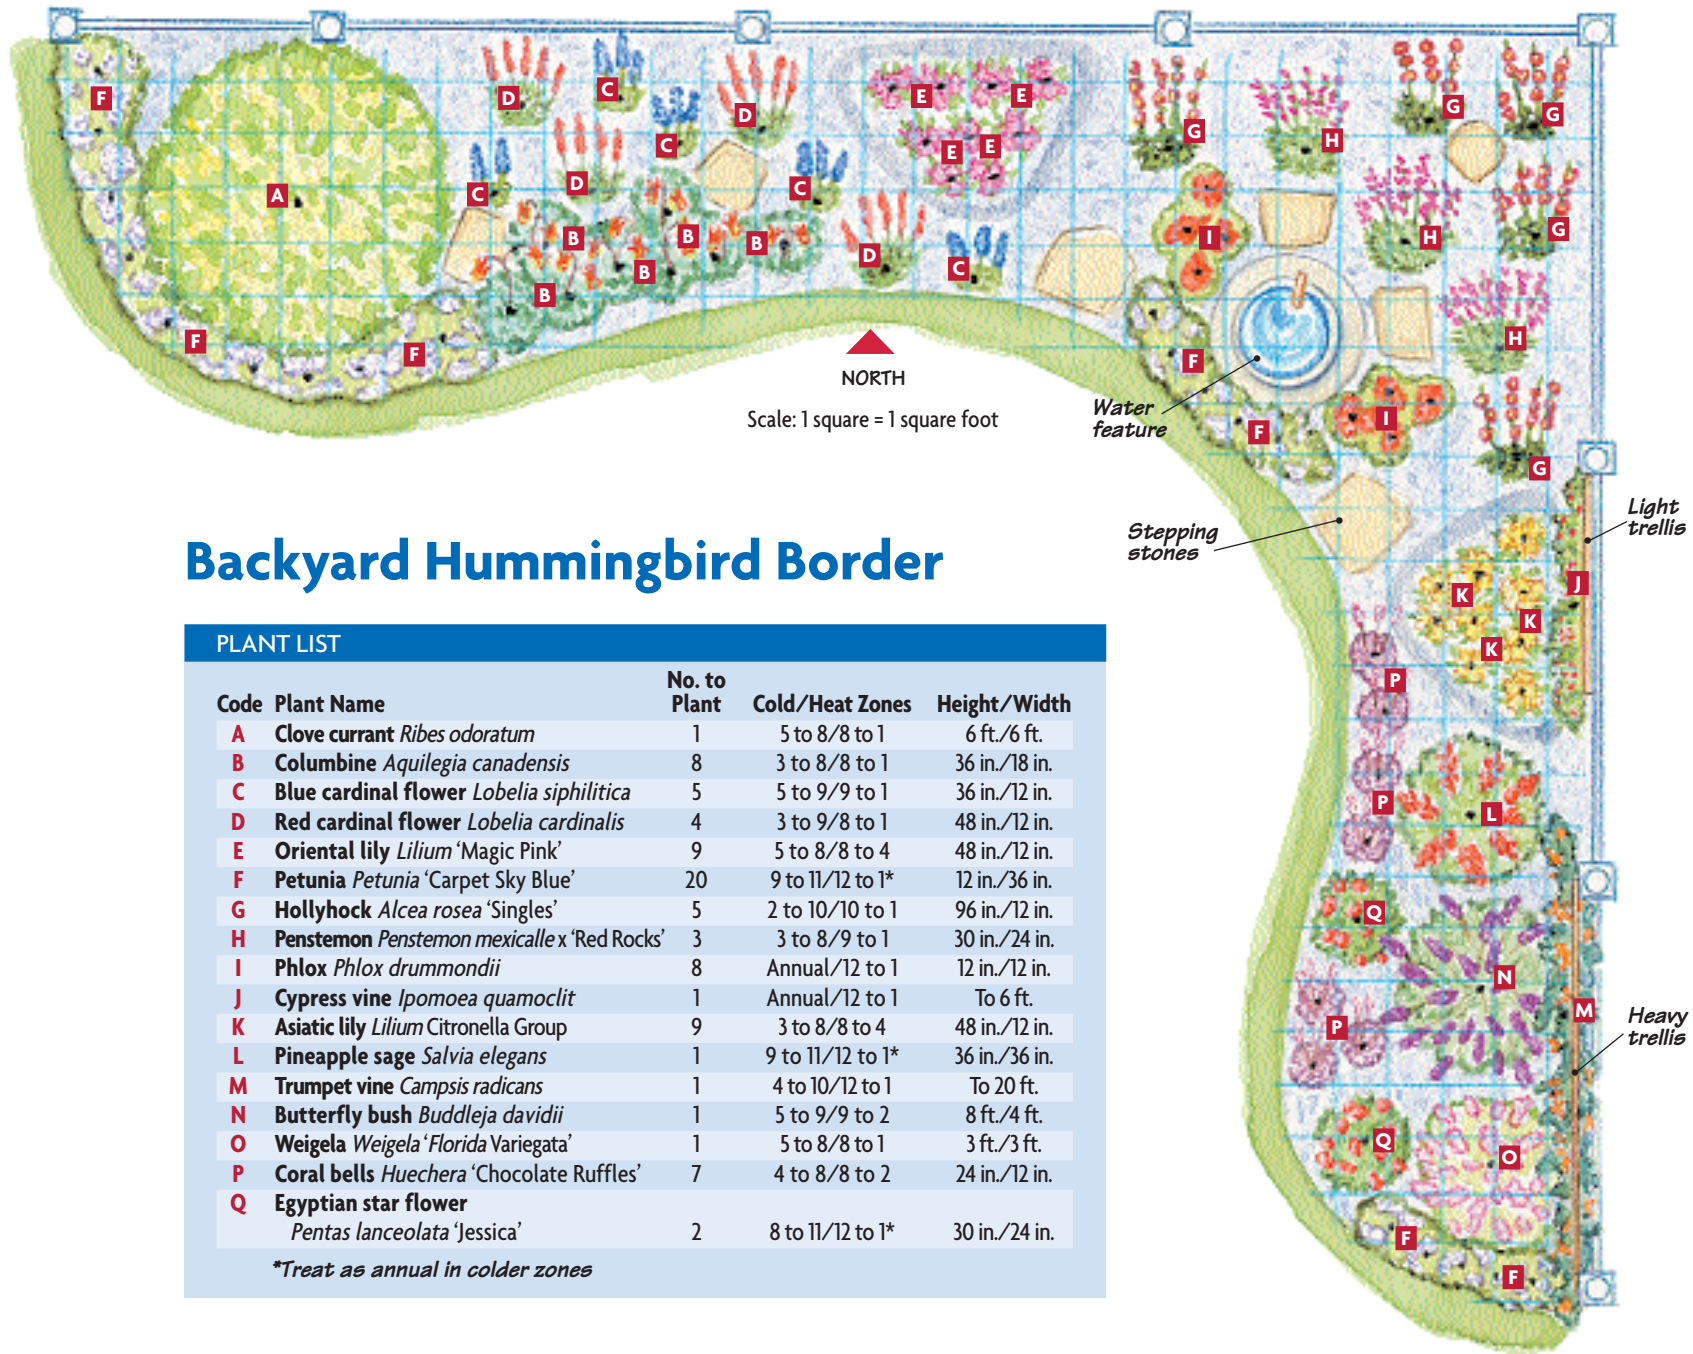 F
A
D
C
D
C
C
D
C
E
E
E
E
G
H
G
G
B
B
B
B
B
D
C
I
H
G
H
F
F
F
F
I
G
NORTH
Scale: 1 square = 1 square foot
Water
feature
Stepping
stones
Light
trellis
J
K
K
K
P
P
L
Q
N
M
P
Heavy
trellis
Q
O
F
F
Backyard Hummingbird Border
PLANT LIST
No. to
Code Plant Name Plant Cold/Heat Zones Height/Width
A Clove currant Ribes odoratum 1 5 to 8/8 to 1 6 ft./6 ft.
B Columbine Aquilegia canadensis 8 3 to 8/8 to 1 36 in./18 in.
C Blue cardinal flower Lobelia siphilitica 5 5 to 9/9 to 1 36 in./12 in.
D Red cardinal flower Lobelia cardinalis 4 3 to 9/8 to 1 48 in./12 in.
E Oriental lily Lilium ‘Magic Pink’ 9 5 to 8/8 to 4 48 in./12 in.
F Petunia Petunia ‘Carpet Sky Blue’ 20 9 to 11/12 to 1* 12 in./36 in.
G Hollyhock Alcea rosea ‘Singles’ 5 2 to 10/10 to 1 96 in./12 in.
H Penstemon Penstemon mexicalle x ‘Red Rocks’ 3 3 to 8/9 to 1 30 in./24 in.
I Phlox Phlox drummondii 8 Annual/12 to 1 12 in./12 in.
J Cypress vine Ipomoea quamoclit 1 Annual/12 to 1 To 6 ft.
K Asiatic lily Lilium Citronella Group 9 3 to 8/8 to 4 48 in./12 in.
L Pineapple sage Salvia elegans 1 9 to 11/12 to 1* 36 in./36 in.
M Trumpet vine Campsis radicans 1 4 to 10/12 to 1 To 20 ft.
N Butterfly bush Buddleja davidii 1 5 to 9/9 to 2 8 ft./4 ft.
O Weigela Weigela ‘Florida Variegata’ 1 5 to 8/8 to 1 3 ft./3 ft.
P Coral bells Huechera ‘Chocolate Ruffles’ 7 4 to 8/8 to 2 24 in./12 in.
Q Egyptian star flower
Pentas lanceolata ‘Jessica’ 2 8 to 11/12 to 1* 30 in./24 in.
*Treat as annual in colder zones